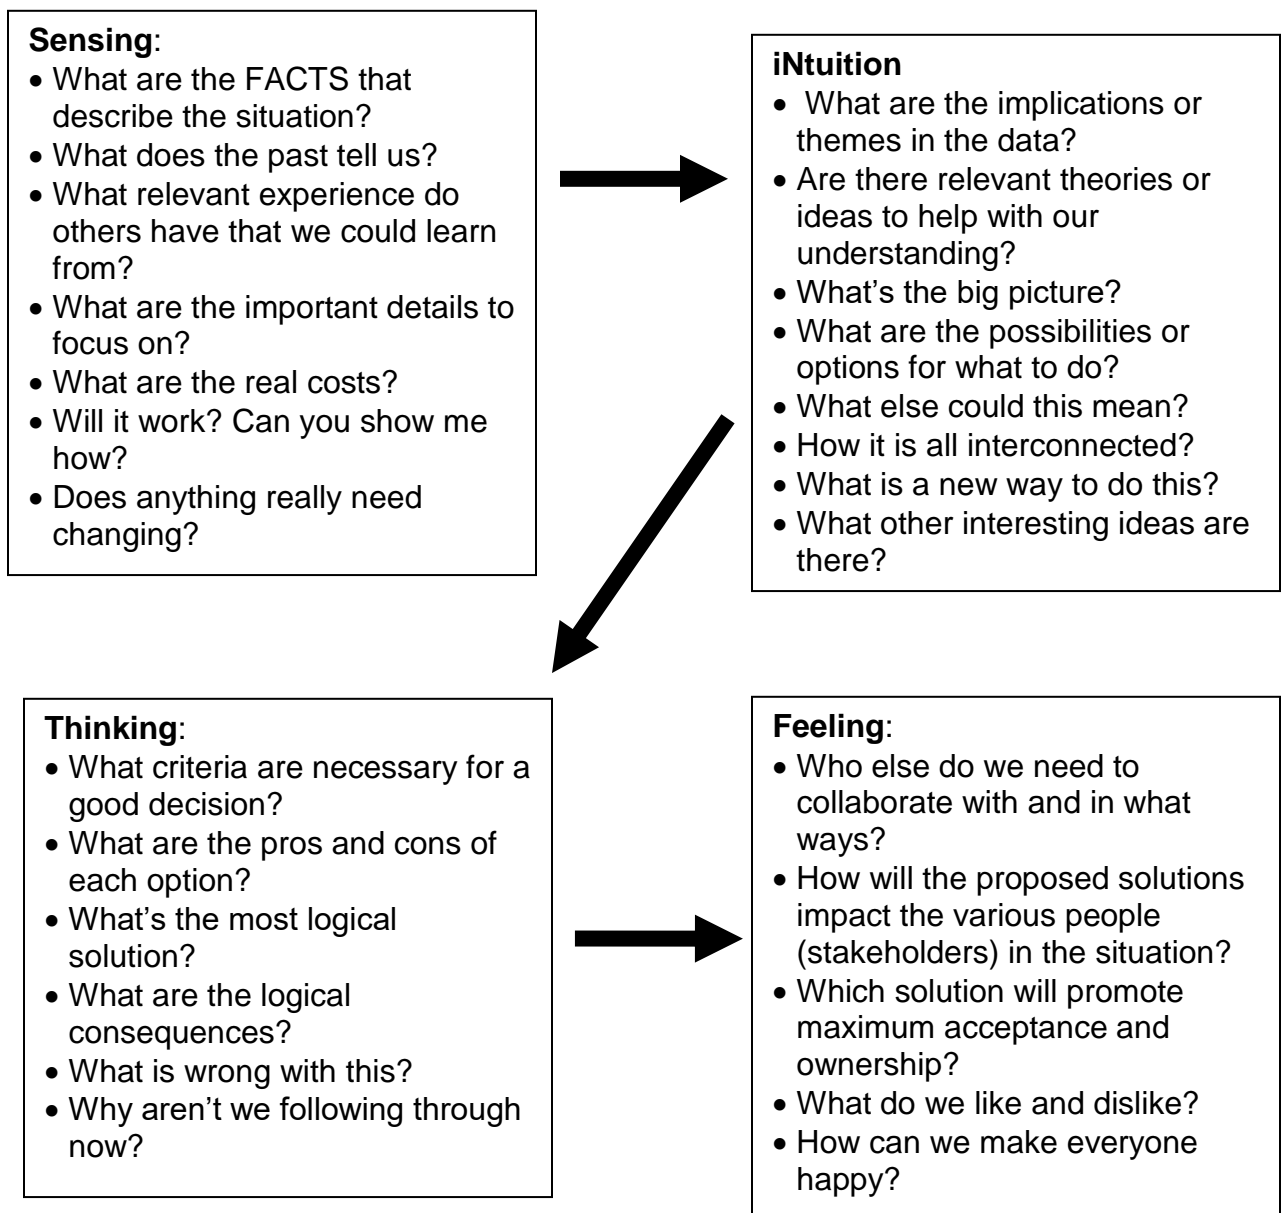 Sensing:
• What are the FACTS that
describe the situation?
• What does the past tell us?
• What relevant experience do
others have that we could learn
from?
• What are the important details to
focus on?
• What are the real costs?
• Will it work? Can you show me
how?
• Does anything really need
changing?
iNtuition
• What are the implications or
themes in the data?
• Are there relevant theories or
ideas to help with our
understanding?
• What’s the big picture?
• What are the possibilities or
options for what to do?
• What else could this mean?
• How it is all interconnected?
• What is a new way to do this?
• What other interesting ideas are
there?
Thinking:
• What criteria are necessary for a
good decision?
• What are the pros and cons of
each option?
• What’s the most logical
solution?
• What are the logical
consequences?
• What is wrong with this?
• Why aren’t we following through
now?
Feeling:
• Who else do we need to
collaborate with and in what
ways?
• How will the proposed solutions
impact the various people
(stakeholders) in the situation?
• Which solution will promote
maximum acceptance and
ownership?
• What do we like and dislike?
• How can we make everyone
happy?